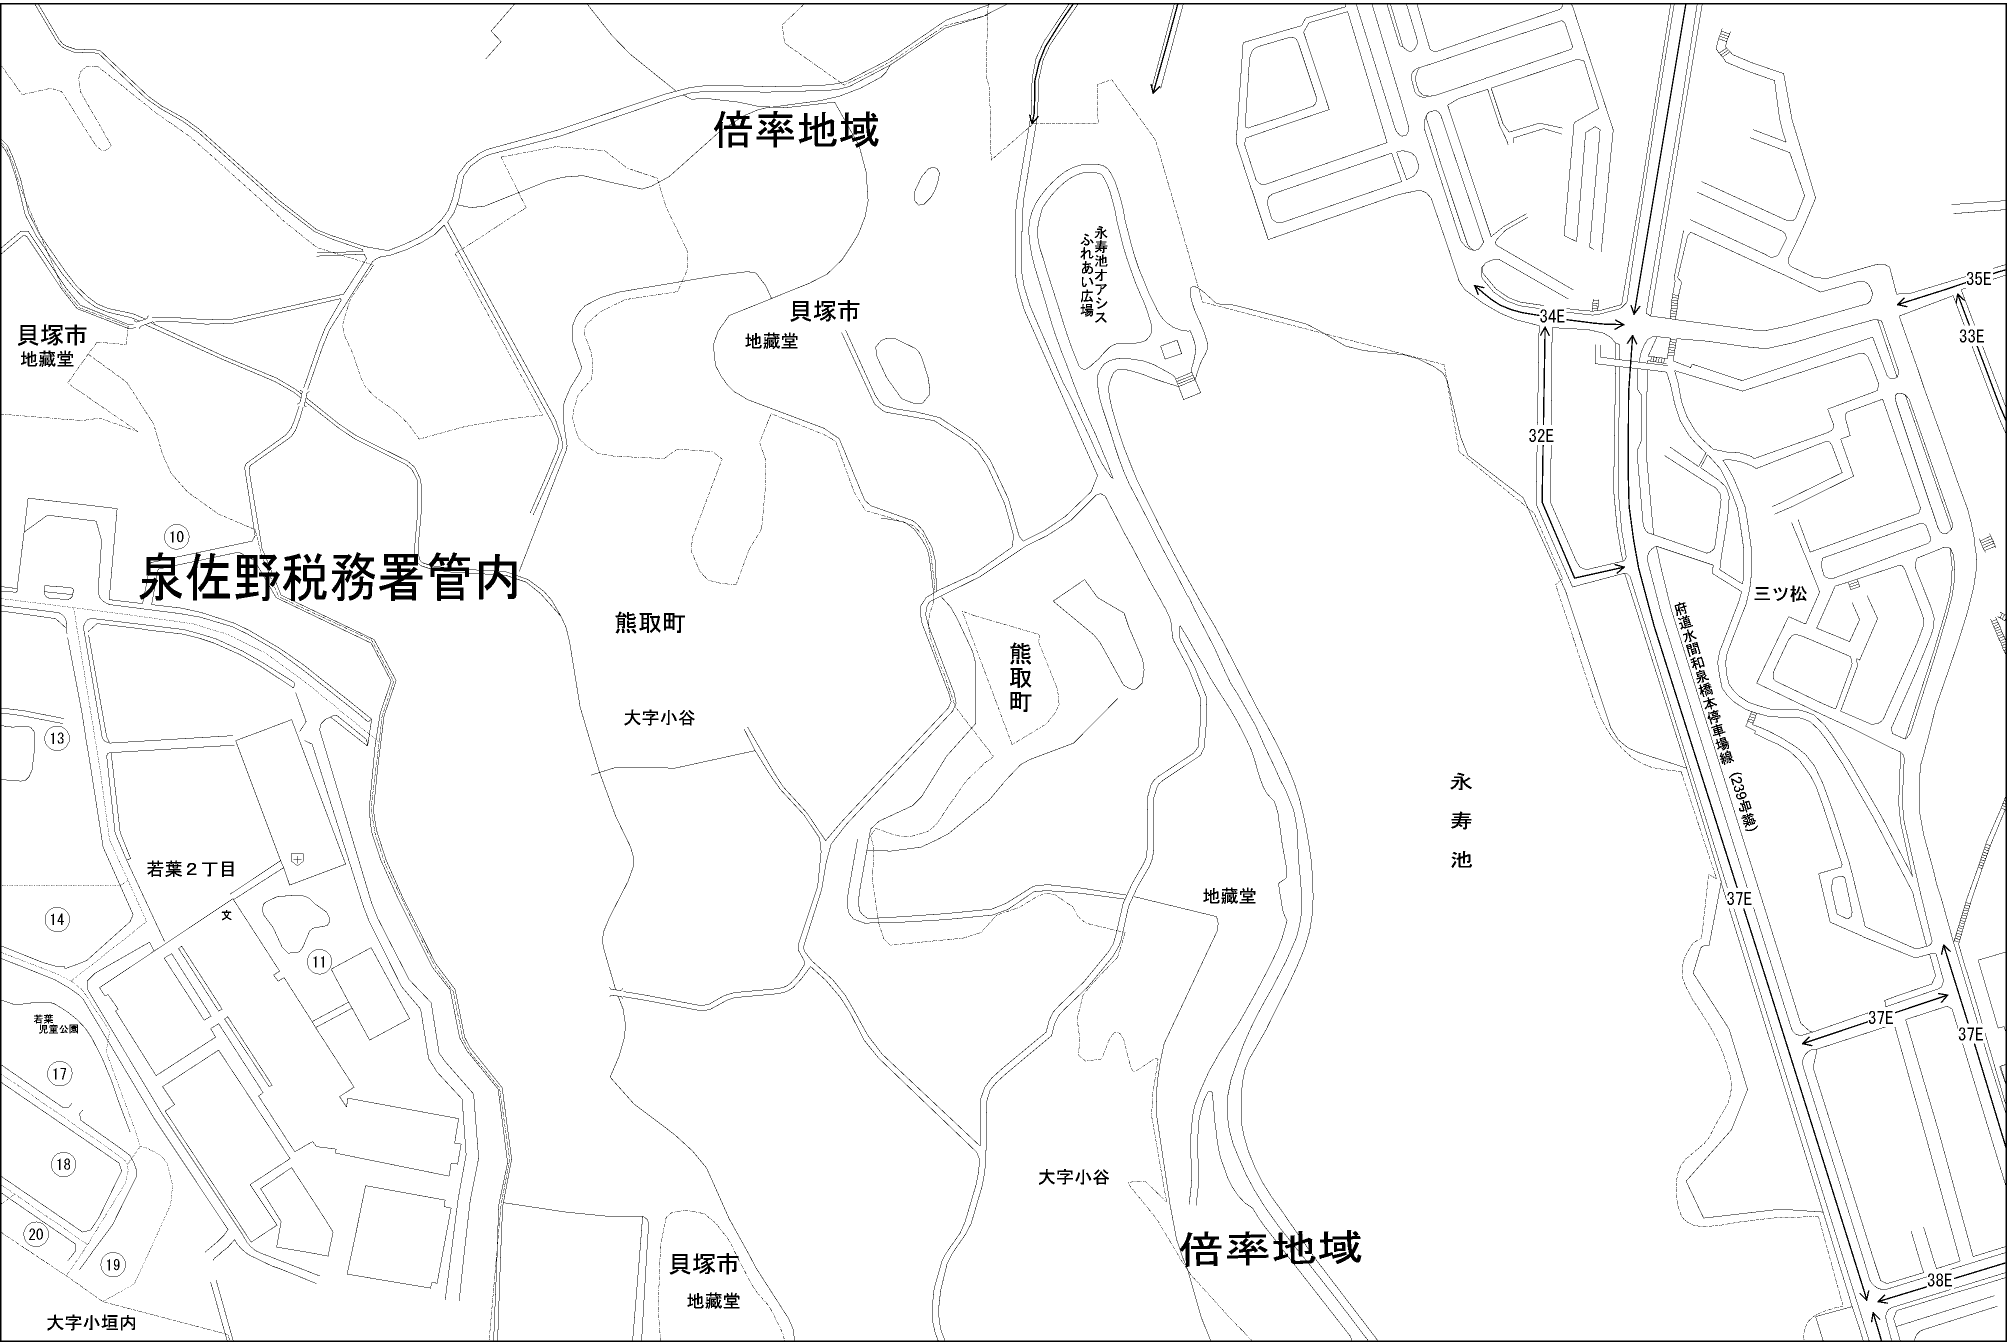 倍率地域
永寿池オアシス
ふれあい広場
貝塚市
地藏堂
貝塚市
地藏堂
35E
34E
33E
32E
10
泉佐野税務署管内
熊取町
熊取町
三ツ松
府道水間和泉橋本停車場線(239号線)
大字小谷
13
永寿池
若葉2丁目
文
地藏堂
37E
14
11
若葉
児童公園
37E
37E
17
18
大字小谷
20
19
倍率地域
貝塚市
地藏堂
38E
大字小垣内